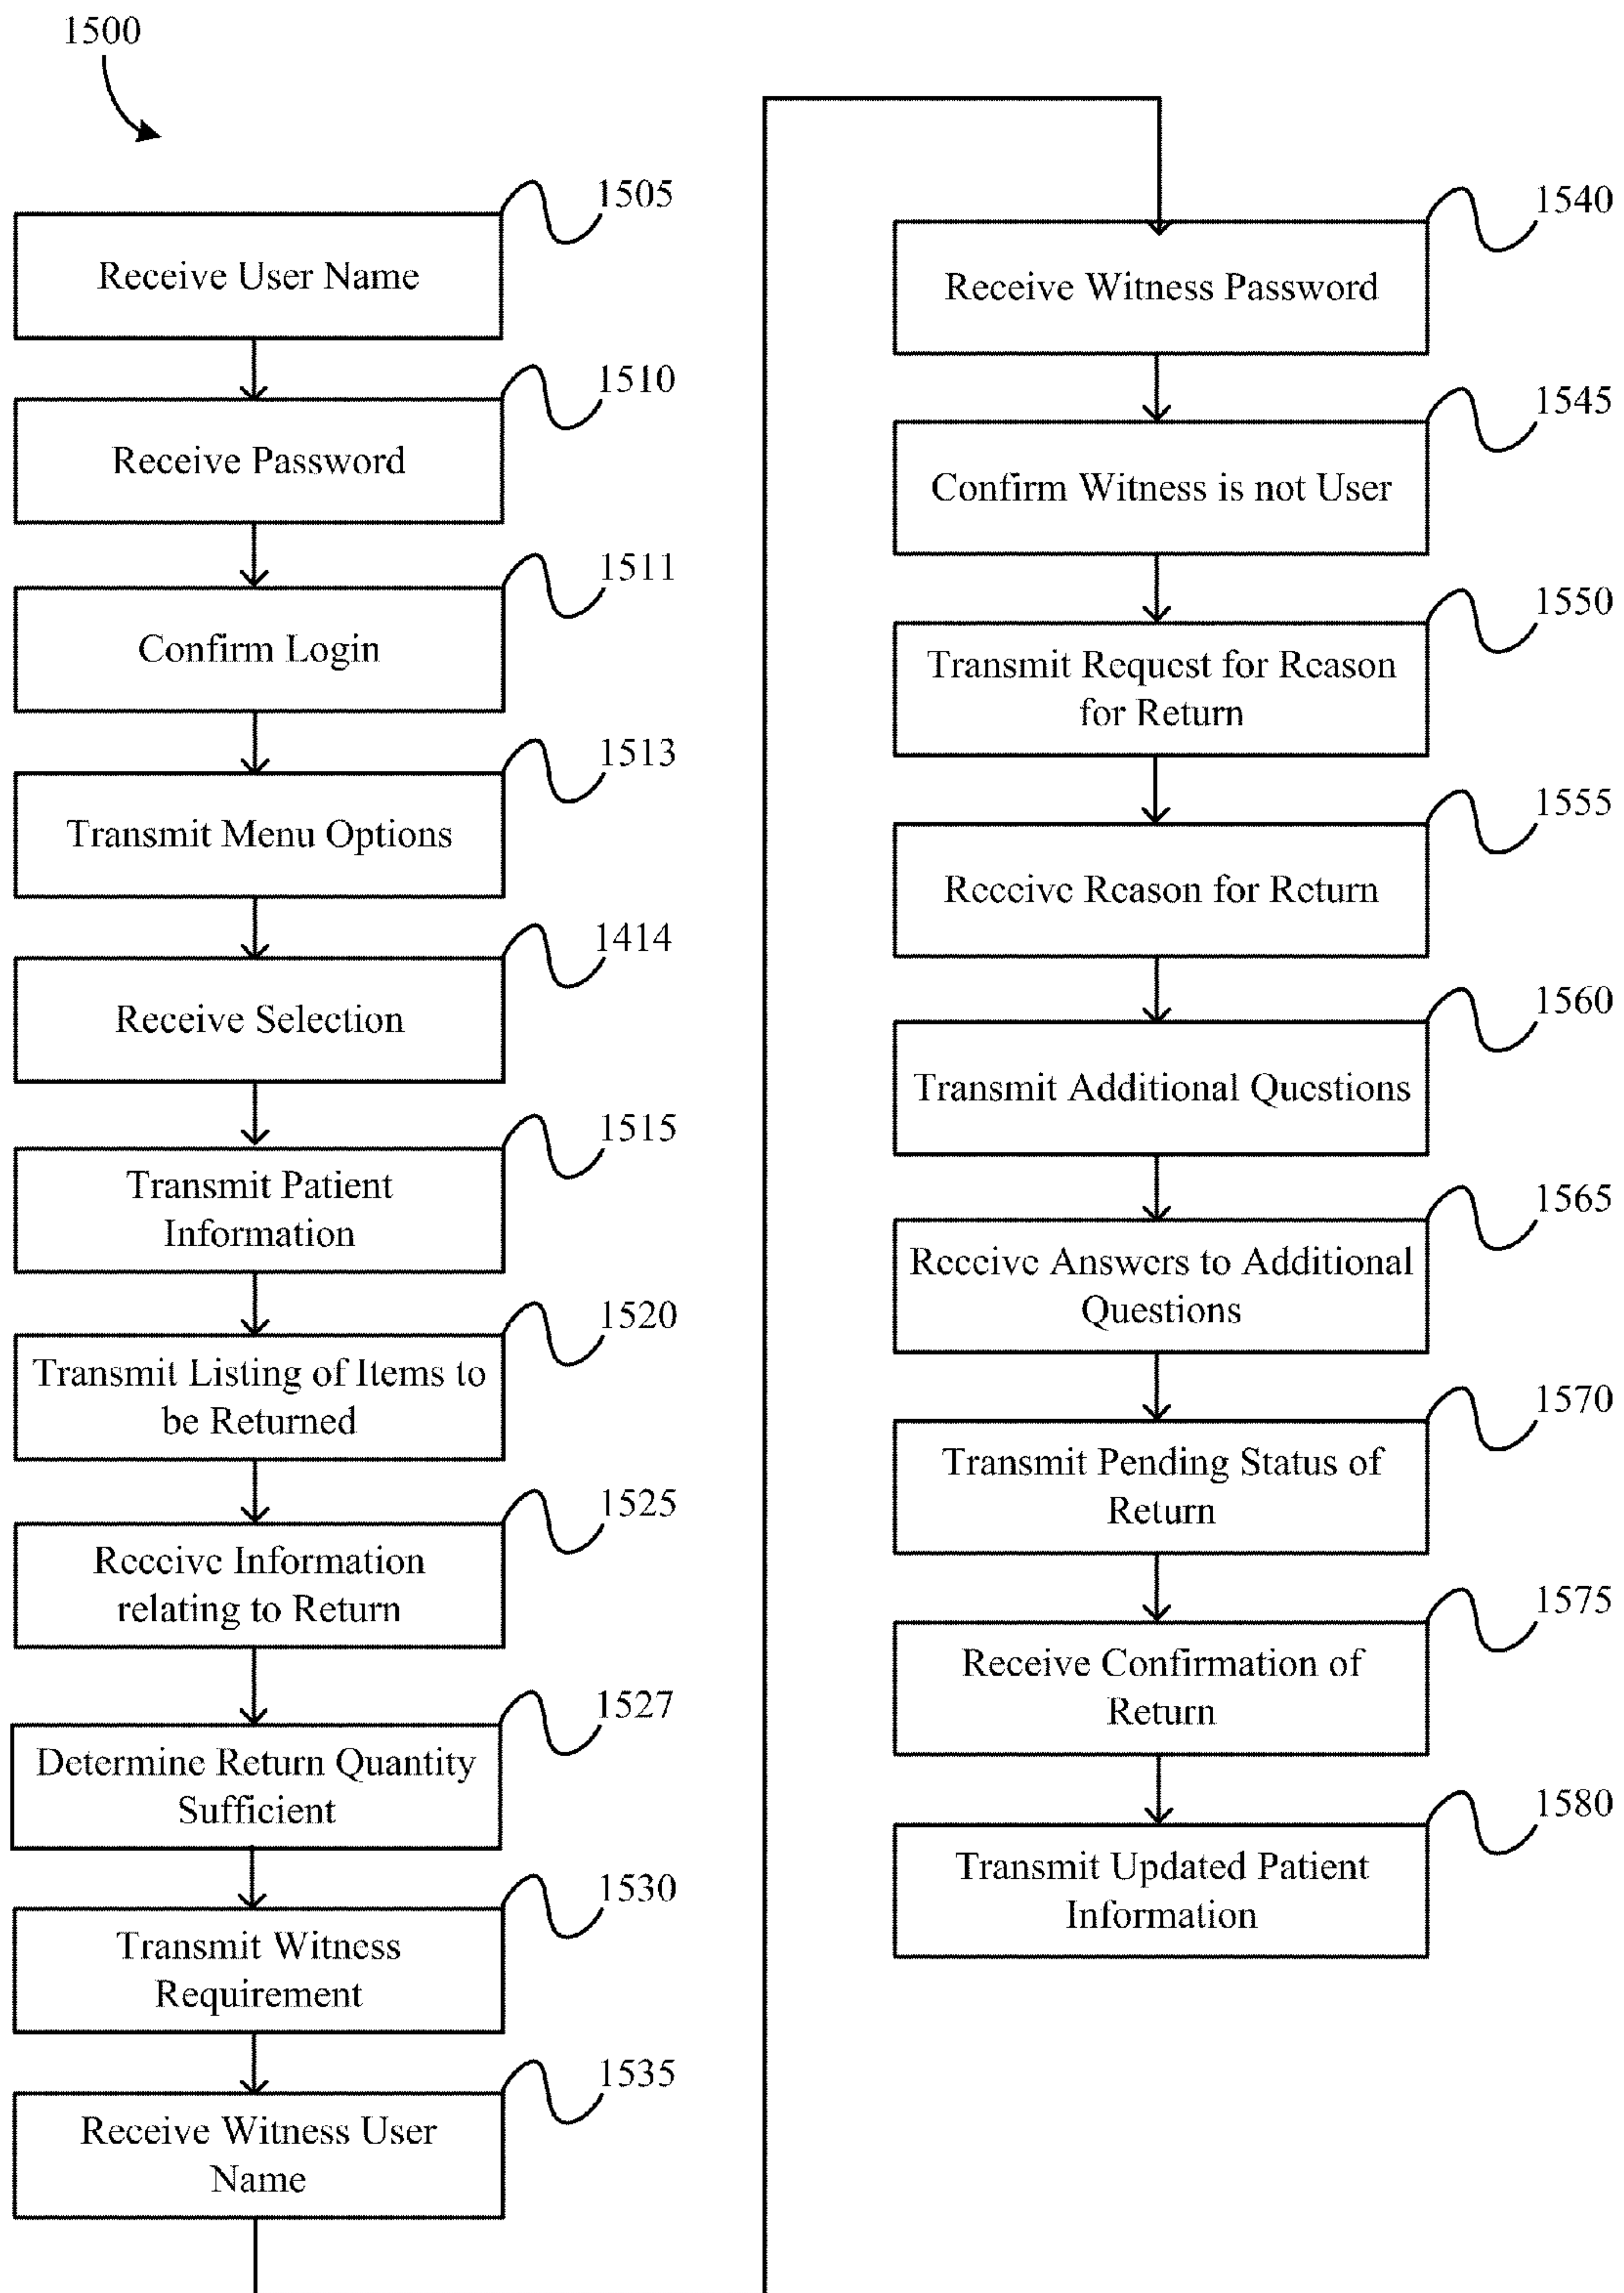 1500
1505
Receive User Name
1510
Receive Password
1511
Confirm Login
1513
Transmit Menu Options
1414
Receive Selection
1515
Transmit Patient
Information
1520
Transmit Listing of Items to
be Returned
1525
Receive Information
relating to Return
1527
Determine Return Quantity
Sufficient
1530
Transmit Witness
Requirement
1535
Receive Witness User
Name
1540
Receive Witness Password
1545
Confirm Witness is not User
1550
Transmit Request for Reason
for Return
1555
Receive Reason for Return
1560
Transmit Additional Questions
1565
Receive Answers to Additional
Questions
1570
Transmit Pending Status of
Return
1575
Receive Confirmation of
Return
1580
Transmit Updated Patient
Information